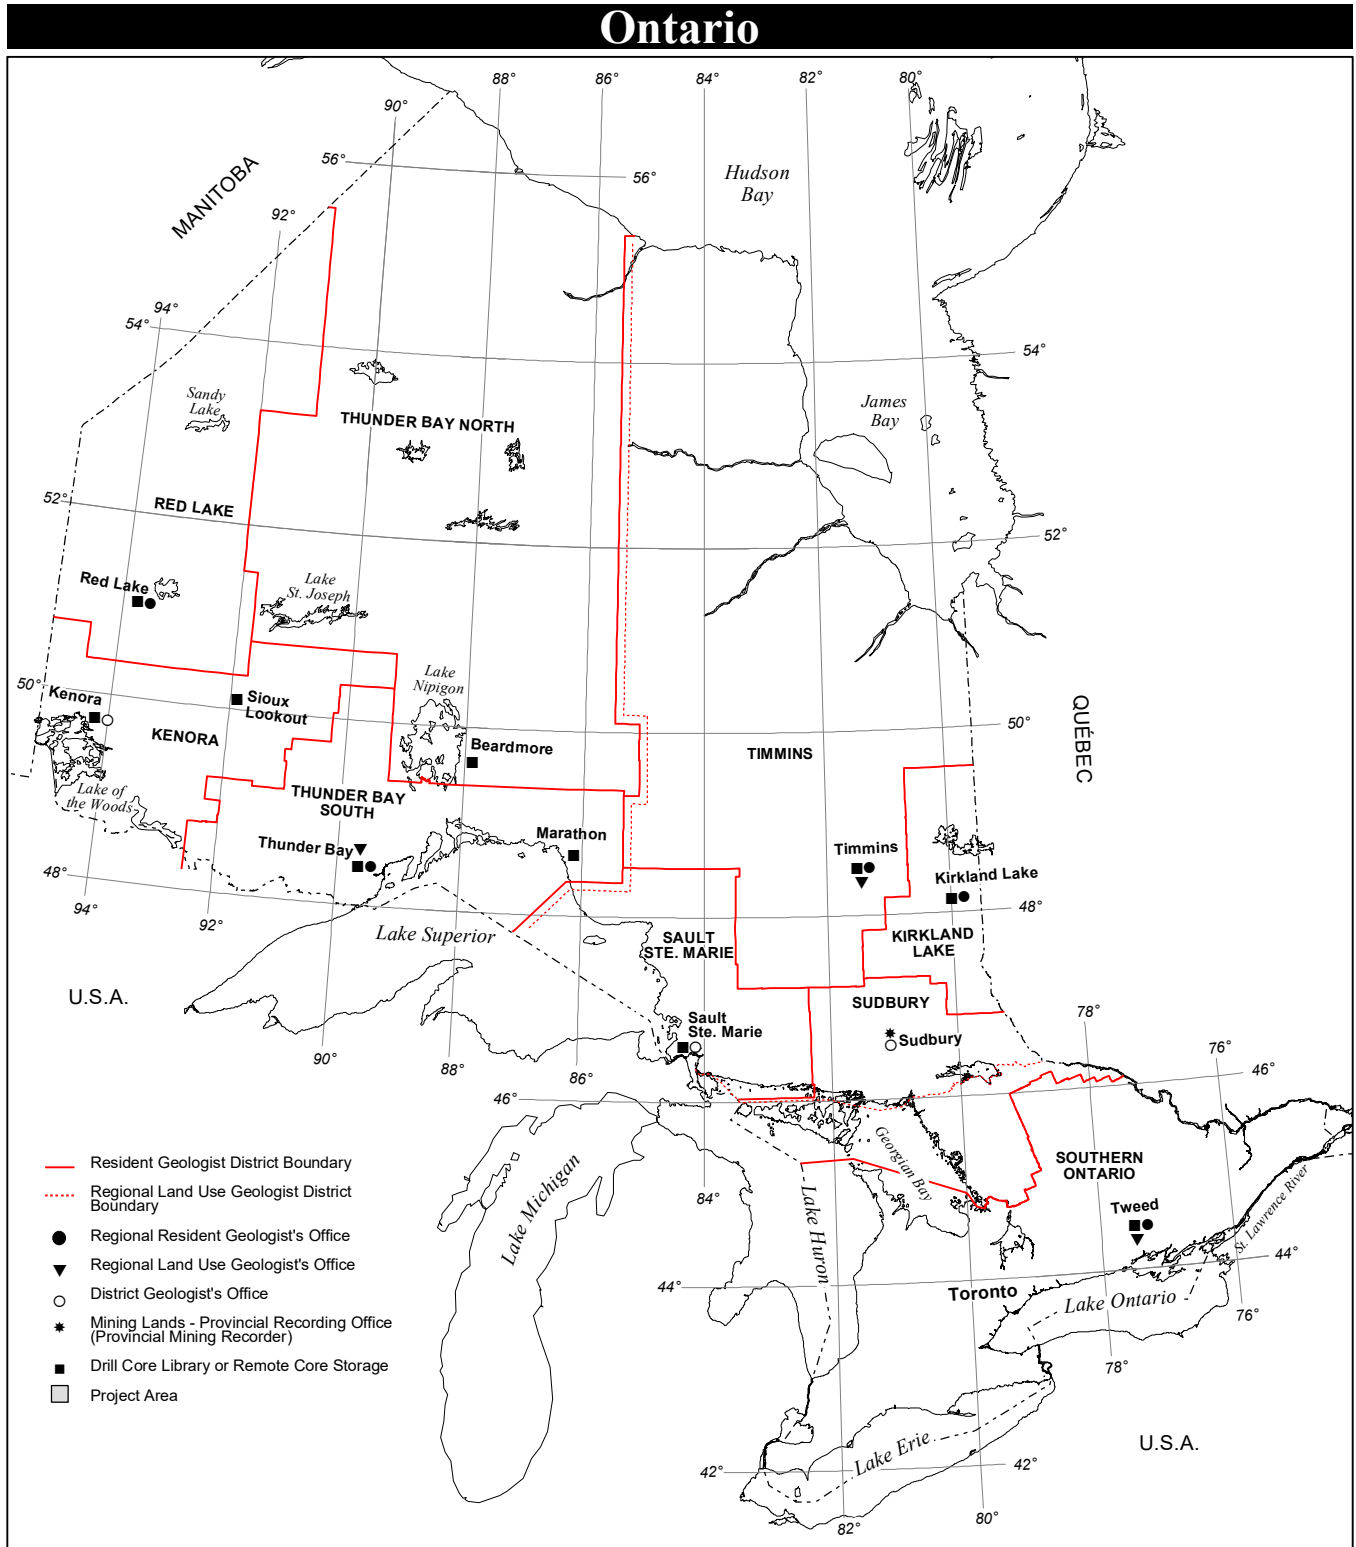 Ontario
88°
86°
84°
82°
80°
90°
56°
56°
MANITOBA
92°
Hudson
Bay
94°
54°
54°
Sandy
Lake
THUNDER BAY NORTH
James
Bay
52°
RED LAKE
52°
Red Lake
Lake
St. Joseph
50°
Kenora
Sioux
Lookout
Lake
Nipigon
QUÉBEC
50°
KENORA
Beardmore
TIMMINS
Lake of
the Woods
THUNDER BAY
SOUTH
Thunder Bay
Marathon
Timmins
Kirkland Lake
48°
48°
94°
92°
Lake Superior
SAULT
STE. MARIE
KIRKLAND
LAKE
U.S.A.
SUDBURY
Sault
Ste. Marie
Sudbury
78°
76°
90°
88°
86°
46°
46°
Georgian Bay
SOUTHERN
ONTARIO
Resident Geologist District Boundary
Regional Land Use Geologist District
Boundary
Regional Resident Geologist's Office
Regional Land Use Geologist's Office
District Geologist's Office
Mining Lands - Provincial Recording Office
(Provincial Mining Recorder)
Drill Core Library or Remote Core Storage
Project Area
Lake Michigan
84°
Lake Huron
Tweed
St. Lawrence River
44°
44°
Toronto
Lake Ontario
76°
78°
Lake Erie
U.S.A.
42°
42°
82°
80°